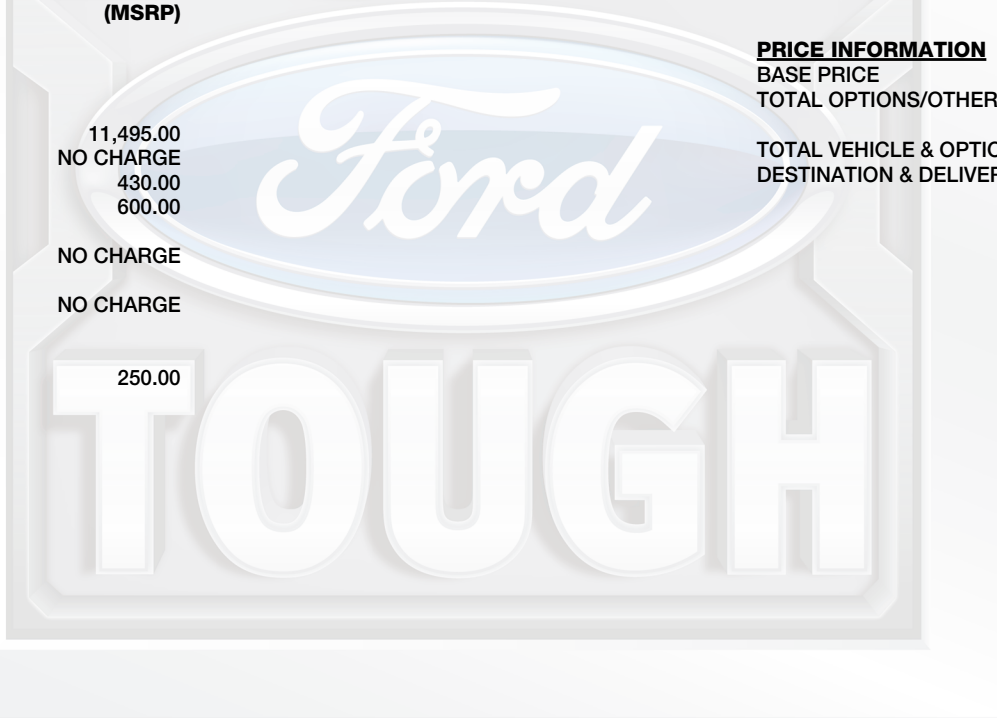 (MSRP)
11,495.00
NO CHARGE
430.00
600.00
NO CHARGE
NO CHARGE
250.00
PRICE INFORMATION
BASE PRICE
TOTAL OPTIONS/OTHER
TOTAL VEHICLE & OPTIO
DESTINATION & DELIVER
Ford
TOUGH